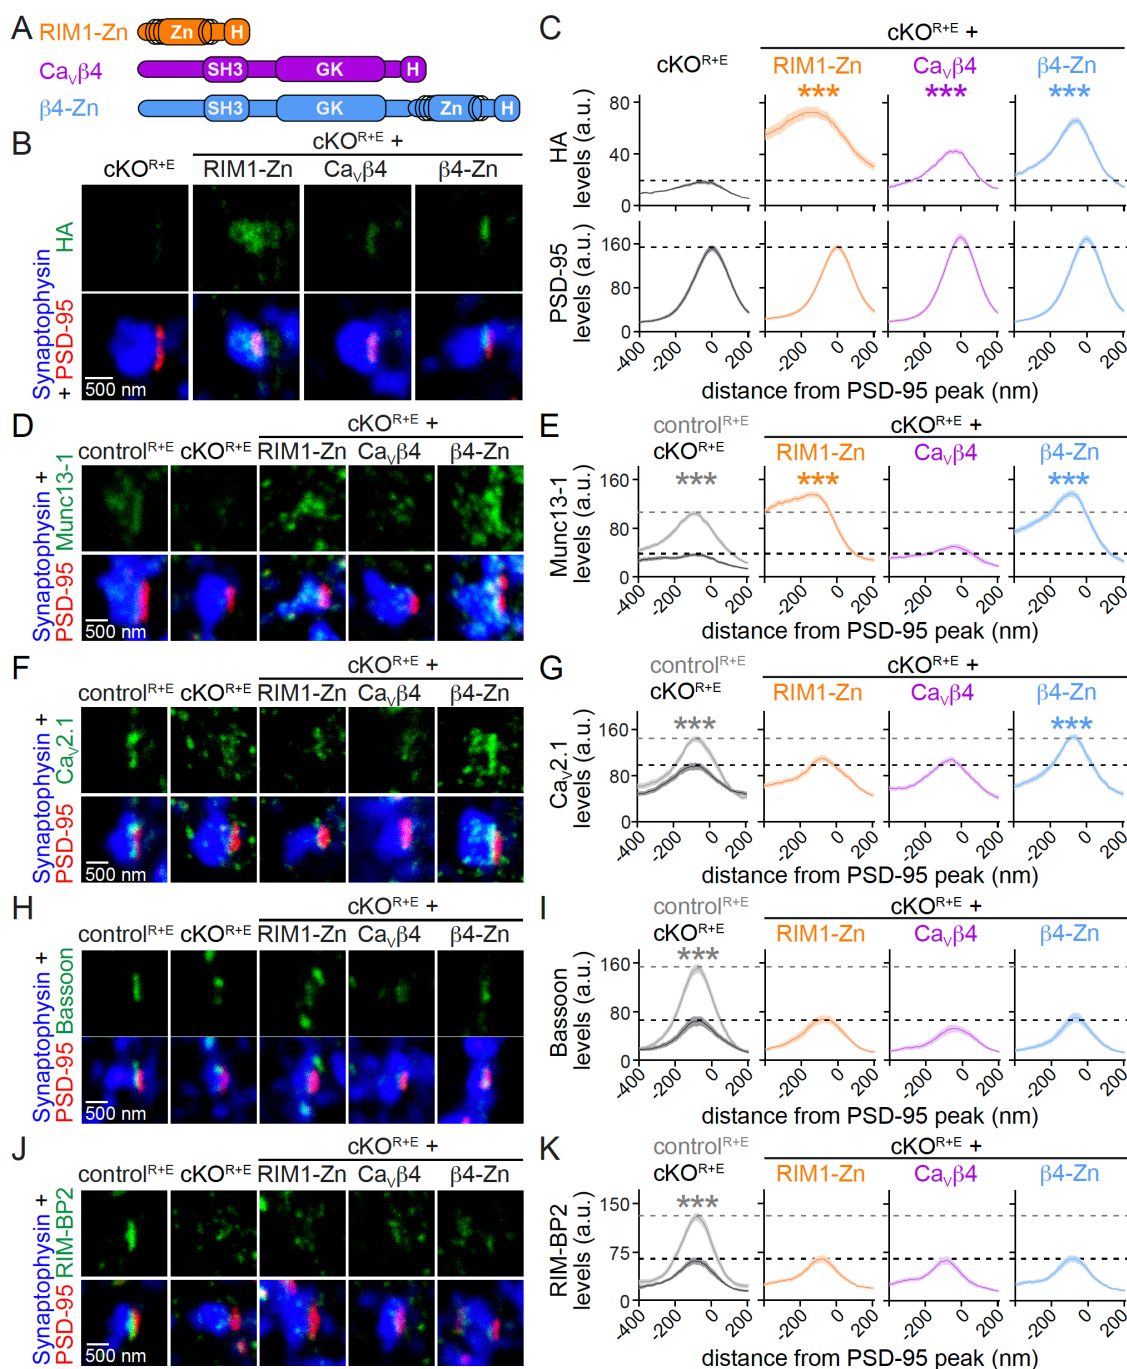 A
RIM1-Zn
Zn
H
CaVβ4
SH3
GK
H
β4-Zn
SH3
GK
Zn
H
B
cKOR+E +
cKOR+E
RIM1-Zn
CaVβ4
β4-Zn
HA
Synaptophysin
+ PSD-95
500 nm
C
cKOR+E +
cKOR+E
RIM1-Zn
CaVβ4
β4-Zn
***
***
***
HA
levels (a.u.)
80
40
0
PSD-95
levels (a.u.)
160
80
0
-400
-200
0
200
-200
0
200
-200
0
200
-200
0
200
distance from PSD-95 peak (nm)
D
cKOR+E +
controlR+E
cKOR+E
RIM1-Zn
CaVβ4
β4-Zn
Synaptophysin +
PSD-95
Munc13-1
500 nm
E
controlR+E
cKOR+E
cKOR+E +
RIM1-Zn
CaVβ4
β4-Zn
***
***
***
Munc13-1
levels (a.u.)
160
80
0
-400
-200
0
200
-200
0
200
-200
0
200
-200
0
200
distance from PSD-95 peak (nm)
F
cKOR+E +
controlR+E
cKOR+E
RIM1-Zn
CaVβ4
β4-Zn
Synaptophysin +
PSD-95
CaV2.1
500 nm
G
controlR+E
cKOR+E
cKOR+E +
RIM1-Zn
CaVβ4
β4-Zn
***
***
CaV2.1
levels (a.u.)
160
80
0
-400
-200
0
200
-200
0
200
-200
0
200
-200
0
200
distance from PSD-95 peak (nm)
H
cKOR+E +
controlR+E
cKOR+E
RIM1-Zn
CaVβ4
β4-Zn
Synaptophysin +
PSD-95
Bassoon
500 nm
I
controlR+E
cKOR+E
cKOR+E +
RIM1-Zn
CaVβ4
β4-Zn
***
Bassoon
levels (a.u.)
160
80
0
-400
-200
0
200
-200
0
200
-200
0
200
-200
0
200
distance from PSD-95 peak (nm)
J
cKOR+E +
controlR+E
cKOR+E
RIM1-Zn
CaVβ4
β4-Zn
Synaptophysin +
PSD-95
RIM-BP2
500 nm
K
controlR+E
cKOR+E
cKOR+E +
RIM1-Zn
CaVβ4
β4-Zn
***
RIM-BP2
levels (a.u.)
150
75
0
-400
-200
0
200
-200
0
200
-200
0
200
-200
0
200
distance from PSD-95 peak (nm)